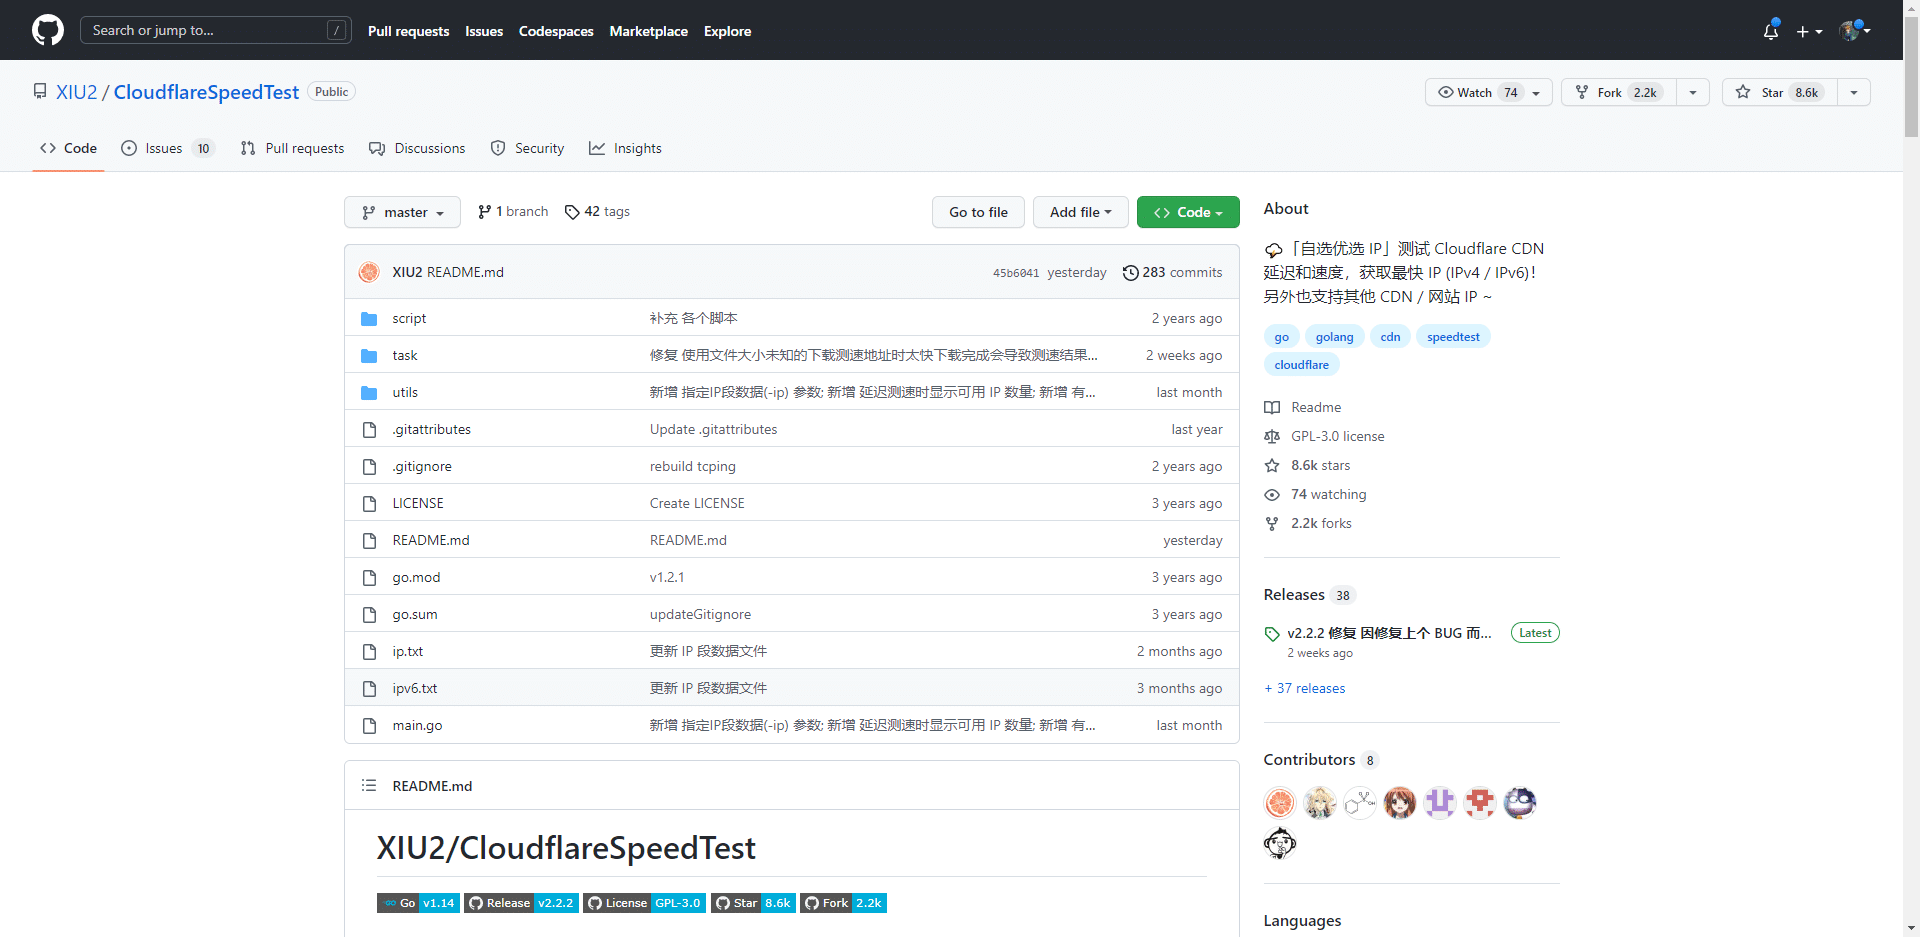 Search or jump to... /
Pull requests Issues Codespaces Marketplace Explore
XIU2 / CloudflareSpeedTest Public
Watch 74 Fork 2.2k Star 8.6k
Code Issues 10 Pull requests Discussions Security Insights
master 1 branch 42 tags Go to file Add file Code
XIU2 README.md 45b6041 yesterday 283 commits
script 补充 各个脚本 2 years ago
task 修复 使用文件大小未知的下载测速地址时太快下载完成会导致测速结果... 2 weeks ago
utils 新增 指定IP段数据(-ip) 参数; 新增 延迟测速时显示可用 IP 数量; 新增 有... last month
.gitattributes Update .gitattributes last year
.gitignore rebuild tcping 2 years ago
LICENSE Create LICENSE 3 years ago
README.md README.md yesterday
go.mod v1.2.1 3 years ago
go.sum updateGitignore 3 years ago
ip.txt 更新 IP 段数据文件 2 months ago
ipv6.txt 更新 IP 段数据文件 3 months ago
main.go 新增 指定IP段数据(-ip) 参数; 新增 延迟测速时显示可用 IP 数量; 新增 有... last month
README.md
XIU2/CloudflareSpeedTest
Go v1.14 Release v2.2.2 License GPL-3.0 Star 8.6k Fork 2.2k
About
🌩「自选优选 IP」测试 Cloudflare CDN
延迟和速度，获取最快 IP (IPv4 / IPv6)！
另外也支持其他 CDN / 网站 IP ~
go golang cdn speedtest
cloudflare
Readme
GPL-3.0 license
8.6k stars
74 watching
2.2k forks
Releases 38
v2.2.2 修复 因修复上个 BUG 而... Latest
2 weeks ago
+ 37 releases
Contributors 8
Languages